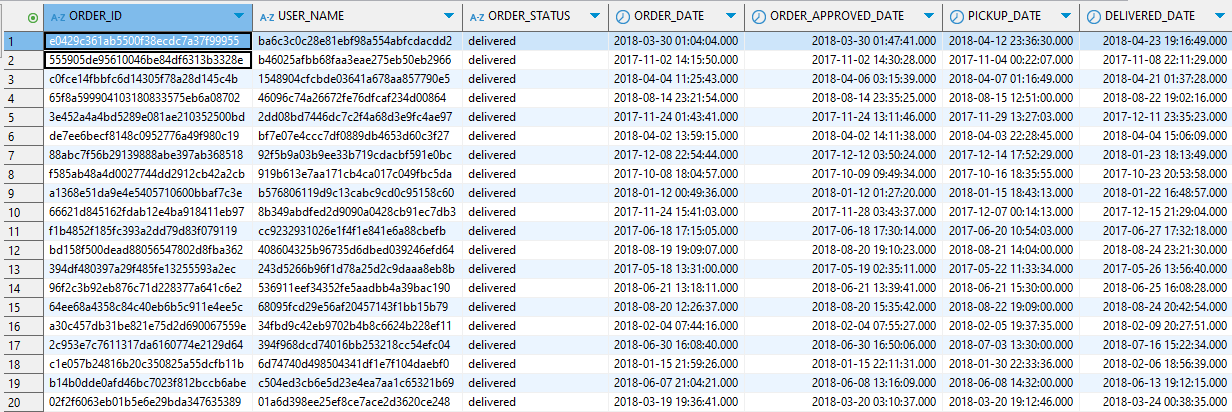 ORDER_ID USER_NAME ORDER_STATUS ORDER_DATE ORDER_APPROVED_DATE PICKUP_DATE DELIVERED_DATE
1 e0429c361ab5500f38ecdc7a37f99955 ba6c3c0c28e81ebf98a554abfcdacdd2 delivered 2018-03-30 01:04:04.000 2018-03-30 01:47:41.000 2018-04-12 23:36:30.000 2018-04-23 19:16:49.000
2 555905de95610046be84df6313b3328e b46025afbb68faa3eae275eb50eb2966 delivered 2017-11-02 14:15:50.000 2017-11-02 14:30:28.000 2017-11-04 00:22:07.000 2017-11-08 22:11:29.000
3 c0fce14fbbfc6d14305f78a28d145c4b 1548904cfcbde03641a678aa857790e5 delivered 2018-04-04 11:25:43.000 2018-04-06 03:15:39.000 2018-04-07 01:16:49.000 2018-04-21 01:37:28.000
4 65f8a599904103180833575eb6a08702 46096c74a26672fe76dfcaf234d00864 delivered 2018-08-14 23:21:54.000 2018-08-14 23:35:25.000 2018-08-15 12:51:00.000 2018-08-22 19:02:16.000
5 3e452a4a4bd5289e081ae210352500bd 2dd08bd7446dc7c2f4a68d3e9fc4ae97 delivered 2017-11-24 01:43:41.000 2017-11-24 13:11:46.000 2017-11-29 13:27:03.000 2017-12-11 23:35:23.000
6 de7ee6becf8148c0952776a49f980c19 bf7e07e4ccc7df0889db4653d60c3f27 delivered 2018-04-02 13:59:15.000 2018-04-02 14:11:38.000 2018-04-03 22:28:45.000 2018-04-04 15:06:09.000
7 88abc7f56b29139888abe397ab368518 92f5b9a03b9ee33b719cdacbf591e0bc delivered 2017-12-08 22:54:44.000 2017-12-12 03:50:24.000 2017-12-14 17:52:29.000 2018-01-23 18:13:49.000
8 f585ab48a4d0027744dd2912cb42a2cb 919b613e7aa171cb4ca017c049fbc5da delivered 2017-10-08 18:04:57.000 2017-10-09 09:49:34.000 2017-10-16 18:35:55.000 2017-10-23 20:53:58.000
9 a1368e51da9e4e5405710600bbaf7c3e b576806119d9c13cabc9cd0c95158c60 delivered 2018-01-12 00:49:36.000 2018-01-12 01:27:20.000 2018-01-15 18:43:13.000 2018-01-22 16:48:57.000
10 66621d845162fdab12e4ba918411eb97 8b349abdfed2d9090a0428cb91ec7db3 delivered 2017-11-24 15:41:03.000 2017-11-28 03:43:37.000 2017-12-07 00:14:13.000 2017-12-15 21:29:04.000
11 f1b4852f185fc393a2dd79d83f079119 cc9232931026e1f4f1e841e6a88cbefb delivered 2017-06-18 17:15:05.000 2017-06-18 17:30:14.000 2017-06-20 10:54:03.000 2017-06-27 17:32:18.000
12 bd158f500dead88056547802d8fba362 408604325b96735d6dbed039246efd64 delivered 2018-08-19 19:09:07.000 2018-08-20 19:10:23.000 2018-08-21 14:04:00.000 2018-08-24 23:21:30.000
13 394df480397a29f485fe13255593a2ec 243d5266b96f1d78a25d2c9daaa8eb8b delivered 2017-05-18 13:31:00.000 2017-05-19 02:35:11.000 2017-05-22 11:33:34.000 2017-05-26 13:56:40.000
14 96f2c3b92eb876c71d228377a641c6e2 536911eef34352fe5aadbb4a39bac190 delivered 2018-06-21 13:18:11.000 2018-06-21 13:39:41.000 2018-06-21 15:30:00.000 2018-06-25 16:08:28.000
15 64ee68a4358c84c40eb6b5c911e4ee5c 68095fcd29e56af20457143f1bb15b79 delivered 2018-08-20 12:26:37.000 2018-08-20 15:35:42.000 2018-08-22 19:09:00.000 2018-08-24 20:42:54.000
16 a30c457db31be821e75d2d690067559e 34fbd9c42eb9702b4b8c6624b228ef11 delivered 2018-02-04 07:44:16.000 2018-02-04 07:55:27.000 2018-02-05 19:37:35.000 2018-02-09 20:27:51.000
17 2c953e7c7611317da6160774e2129d64 394f968dcd74016bb253218cc54efc04 delivered 2018-06-30 16:08:40.000 2018-06-30 16:50:06.000 2018-07-03 13:30:00.000 2018-07-16 15:22:34.000
18 c1e057b24816b20c350825a55dcfb11b 6d74740d498504341df1e7f104daebf0 delivered 2018-01-15 21:59:26.000 2018-01-15 22:11:31.000 2018-01-30 22:33:36.000 2018-02-06 18:56:39.000
19 b14b0dde0afd46bc7023f812bccb6abe c504ed3cb6e5d23e4ea7aa1c65321b69 delivered 2018-06-07 21:04:21.000 2018-06-08 13:16:09.000 2018-06-08 14:32:00.000 2018-06-13 19:12:15.000
20 02f2f6063eb01b5e6e29bda347635389 01a6d398ee25ef8ce7ace2d3620ce248 delivered 2018-03-19 19:36:41.000 2018-03-20 03:10:37.000 2018-03-20 19:12:46.000 2018-03-24 00:38:35.000